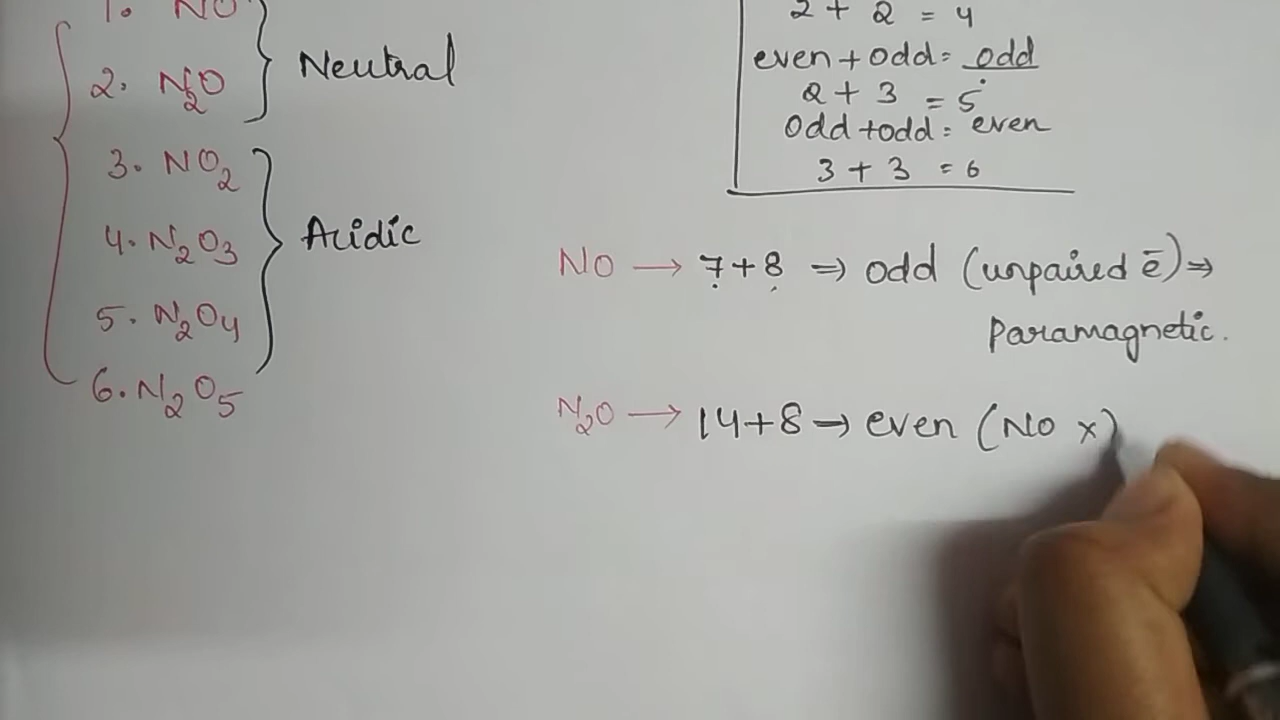 1. NO
2. N2O
Neutral
3. NO2
4. N2O3
Acidic
5. N2O4
6. N2O5
2 + 2 = 4
even + odd = odd
2 + 3 = 5
odd + odd = even
3 + 3 = 6
NO → 7+8 ⇒ odd (unpaired ē) ⇒
Paramagnetic.
N2O → 14+8 → even (No x)